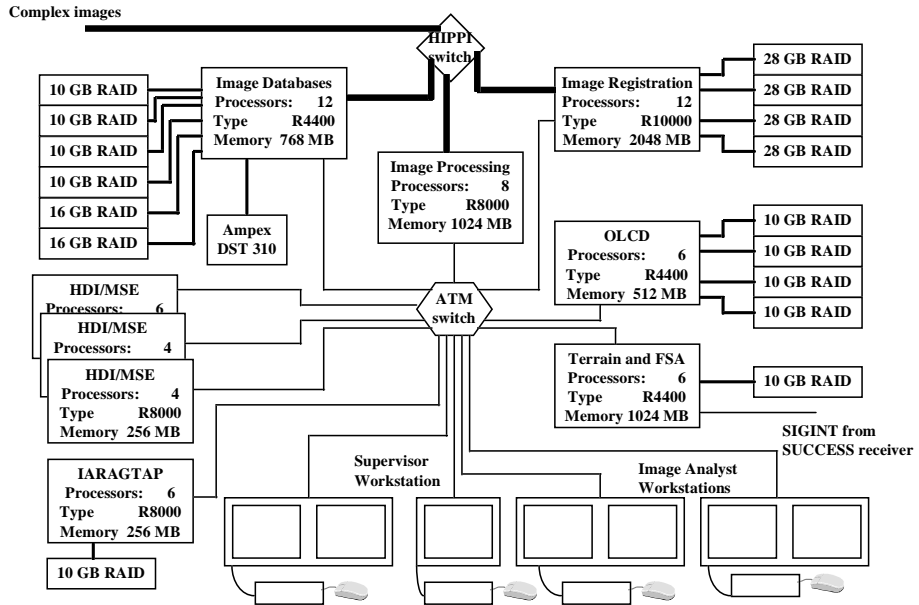 Complex images
HIPPI
switch
Image Databases
Processors: 12
Type R4400
Memory 768 MB
10 GB RAID
10 GB RAID
10 GB RAID
10 GB RAID
16 GB RAID
16 GB RAID
Ampex
DST 310
Image Processing
Processors: 8
Type R8000
Memory 1024 MB
Image Registration
Processors: 12
Type R10000
Memory 2048 MB
28 GB RAID
28 GB RAID
28 GB RAID
28 GB RAID
OLCD
Processors: 6
Type R4400
Memory 512 MB
10 GB RAID
10 GB RAID
10 GB RAID
10 GB RAID
HDI/MSE
Processors: 6
HDI/MSE
Processors: 4
HDI/MSE
Processors: 4
Type R8000
Memory 256 MB
ATM
switch
Terrain and FSA
Processors: 6
Type R4400
Memory 1024 MB
10 GB RAID
SIGINT from
SUCCESS receiver
IARAGTAP
Processors: 6
Type R8000
Memory 256 MB
10 GB RAID
Supervisor
Workstation
Image Analyst
Workstations